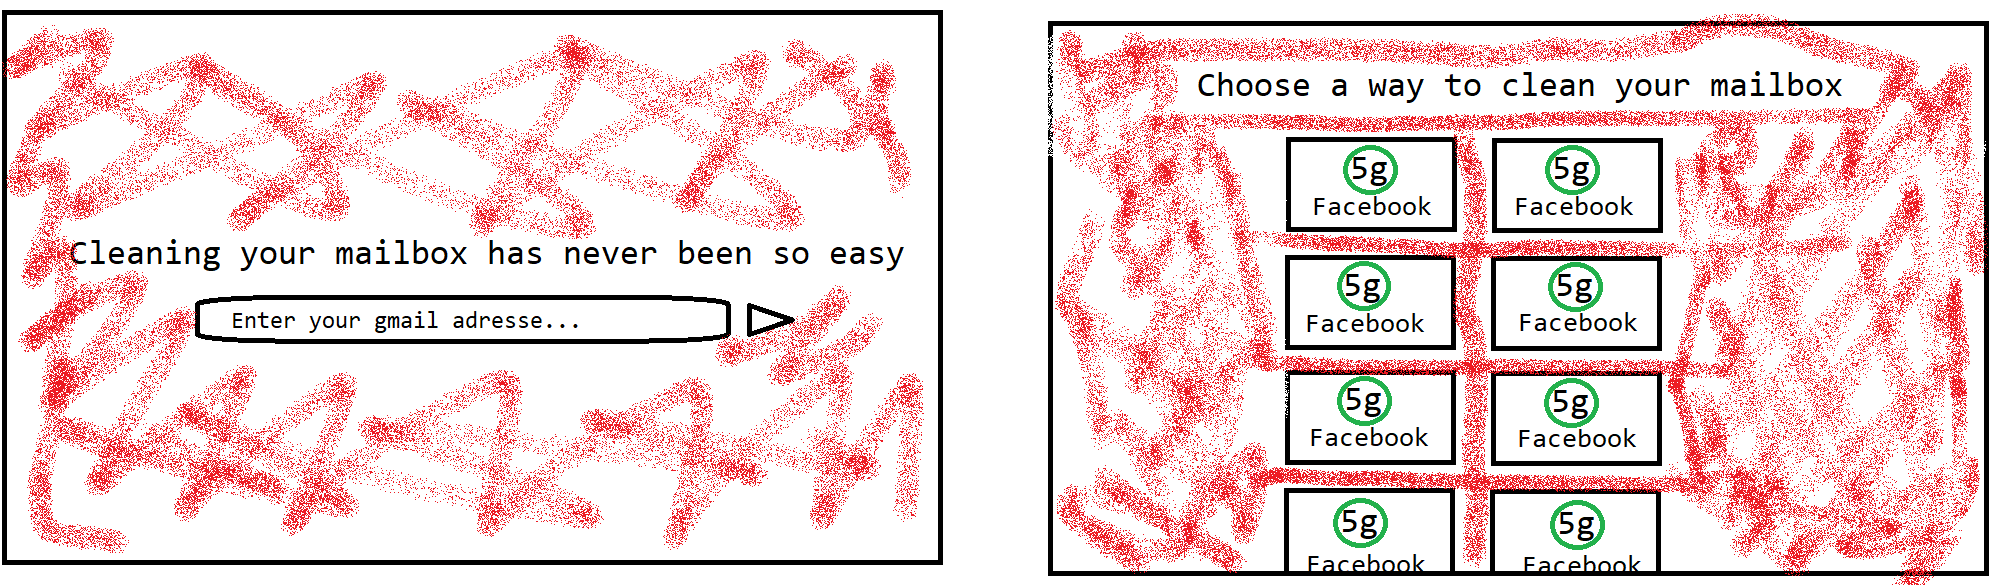 Cleaning your mailbox has never been so easy
Enter your gmail adresse...
Choose a way to clean your mailbox
5g 5g
Facebook Facebook
5g 5g
Facebook Facebook
5g 5g
Facebook Facebook
5g 5g
Facebook Facebook